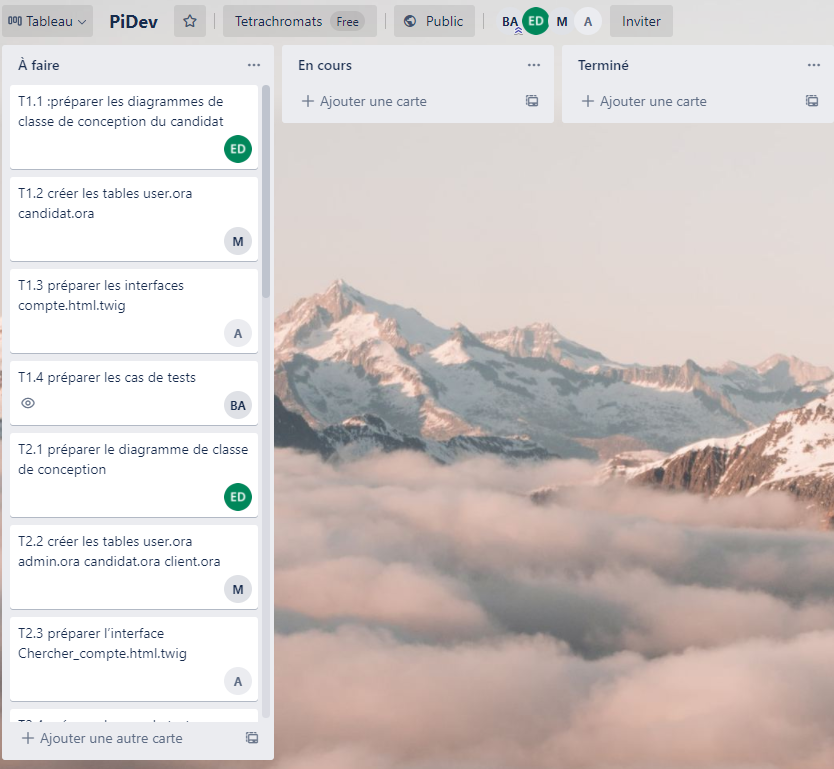 Tableau
PiDev
Tetrachromats Free
Public
BA ED M A
Inviter
À faire
T1.1 :préparer les diagrammes de
classe de conception du candidat
ED
T1.2 créer les tables user.ora
candidat.ora
M
T1.3 préparer les interfaces
compte.html.twig
A
T1.4 préparer les cas de tests
BA
T2.1 préparer le diagramme de classe
de conception
ED
T2.2 créer les tables user.ora
admin.ora candidat.ora client.ora
M
T2.3 préparer l'interface
Chercher_compte.html.twig
A
+ Ajouter une autre carte
En cours
+ Ajouter une carte
Terminé
+ Ajouter une carte